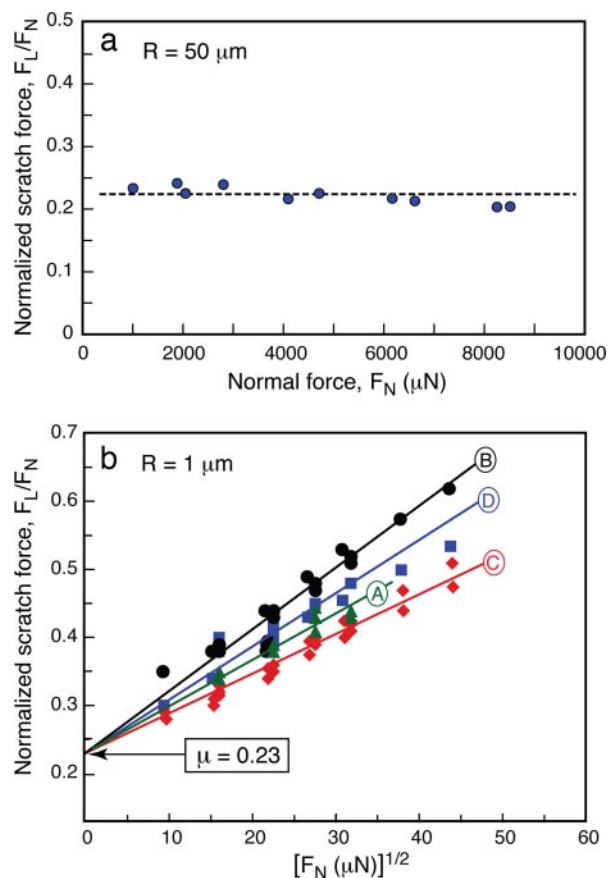 a
R = 50 μm
Normalized scratch force, F_L/F_N
0.5
0.4
0.3
0.2
0.1
0
0
2000
4000
6000
8000
10000
Normal force, F_N (μN)
b
R = 1 μm
Normalized scratch force, F_L/F_N
0.7
0.6
0.5
0.4
0.3
0.2
B
D
A
C
μ = 0.23
0
10
20
30
40
50
60
[F_N (μN)]^{1/2}